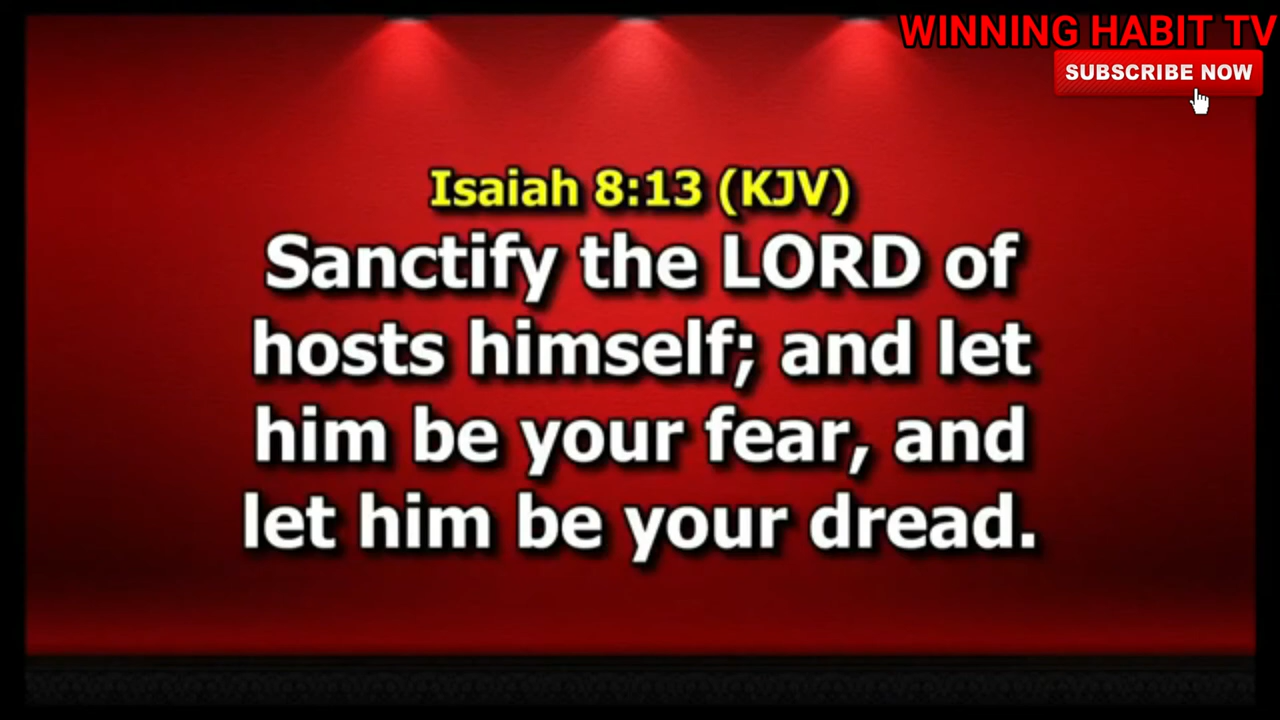 WINNING HABIT TV
SUBSCRIBE NOW
Isaiah 8:13 (KJV)
Sanctify the LORD of
hosts himself; and let
him be your fear, and
let him be your dread.